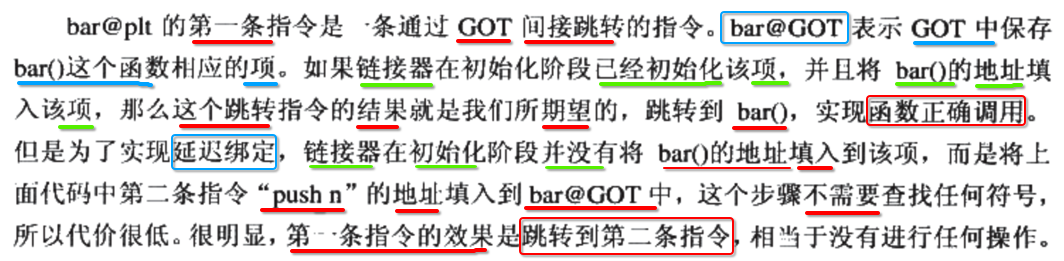 bar@plt 的第一条指令是一条通过 GOT 间接跳转的指令。bar@GOT 表示 GOT 中保存
bar()这个函数相应的项。如果链接器在初始化阶段已经初始化该项，并且将 bar()的地址填
入该项，那么这个跳转指令的结果就是我们所期望的，跳转到 bar()，实现函数正确调用。
但是为了实现延迟绑定，链接器在初始化阶段并没有将 bar()的地址填入到该项，而是将上
面代码中第二条指令“push n”的地址填入到 bar@GOT 中，这个步骤不需要查找任何符号，
所以代价很低。很明显，第一条指令的效果是跳转到第二条指令，相当于没有进行任何操作。